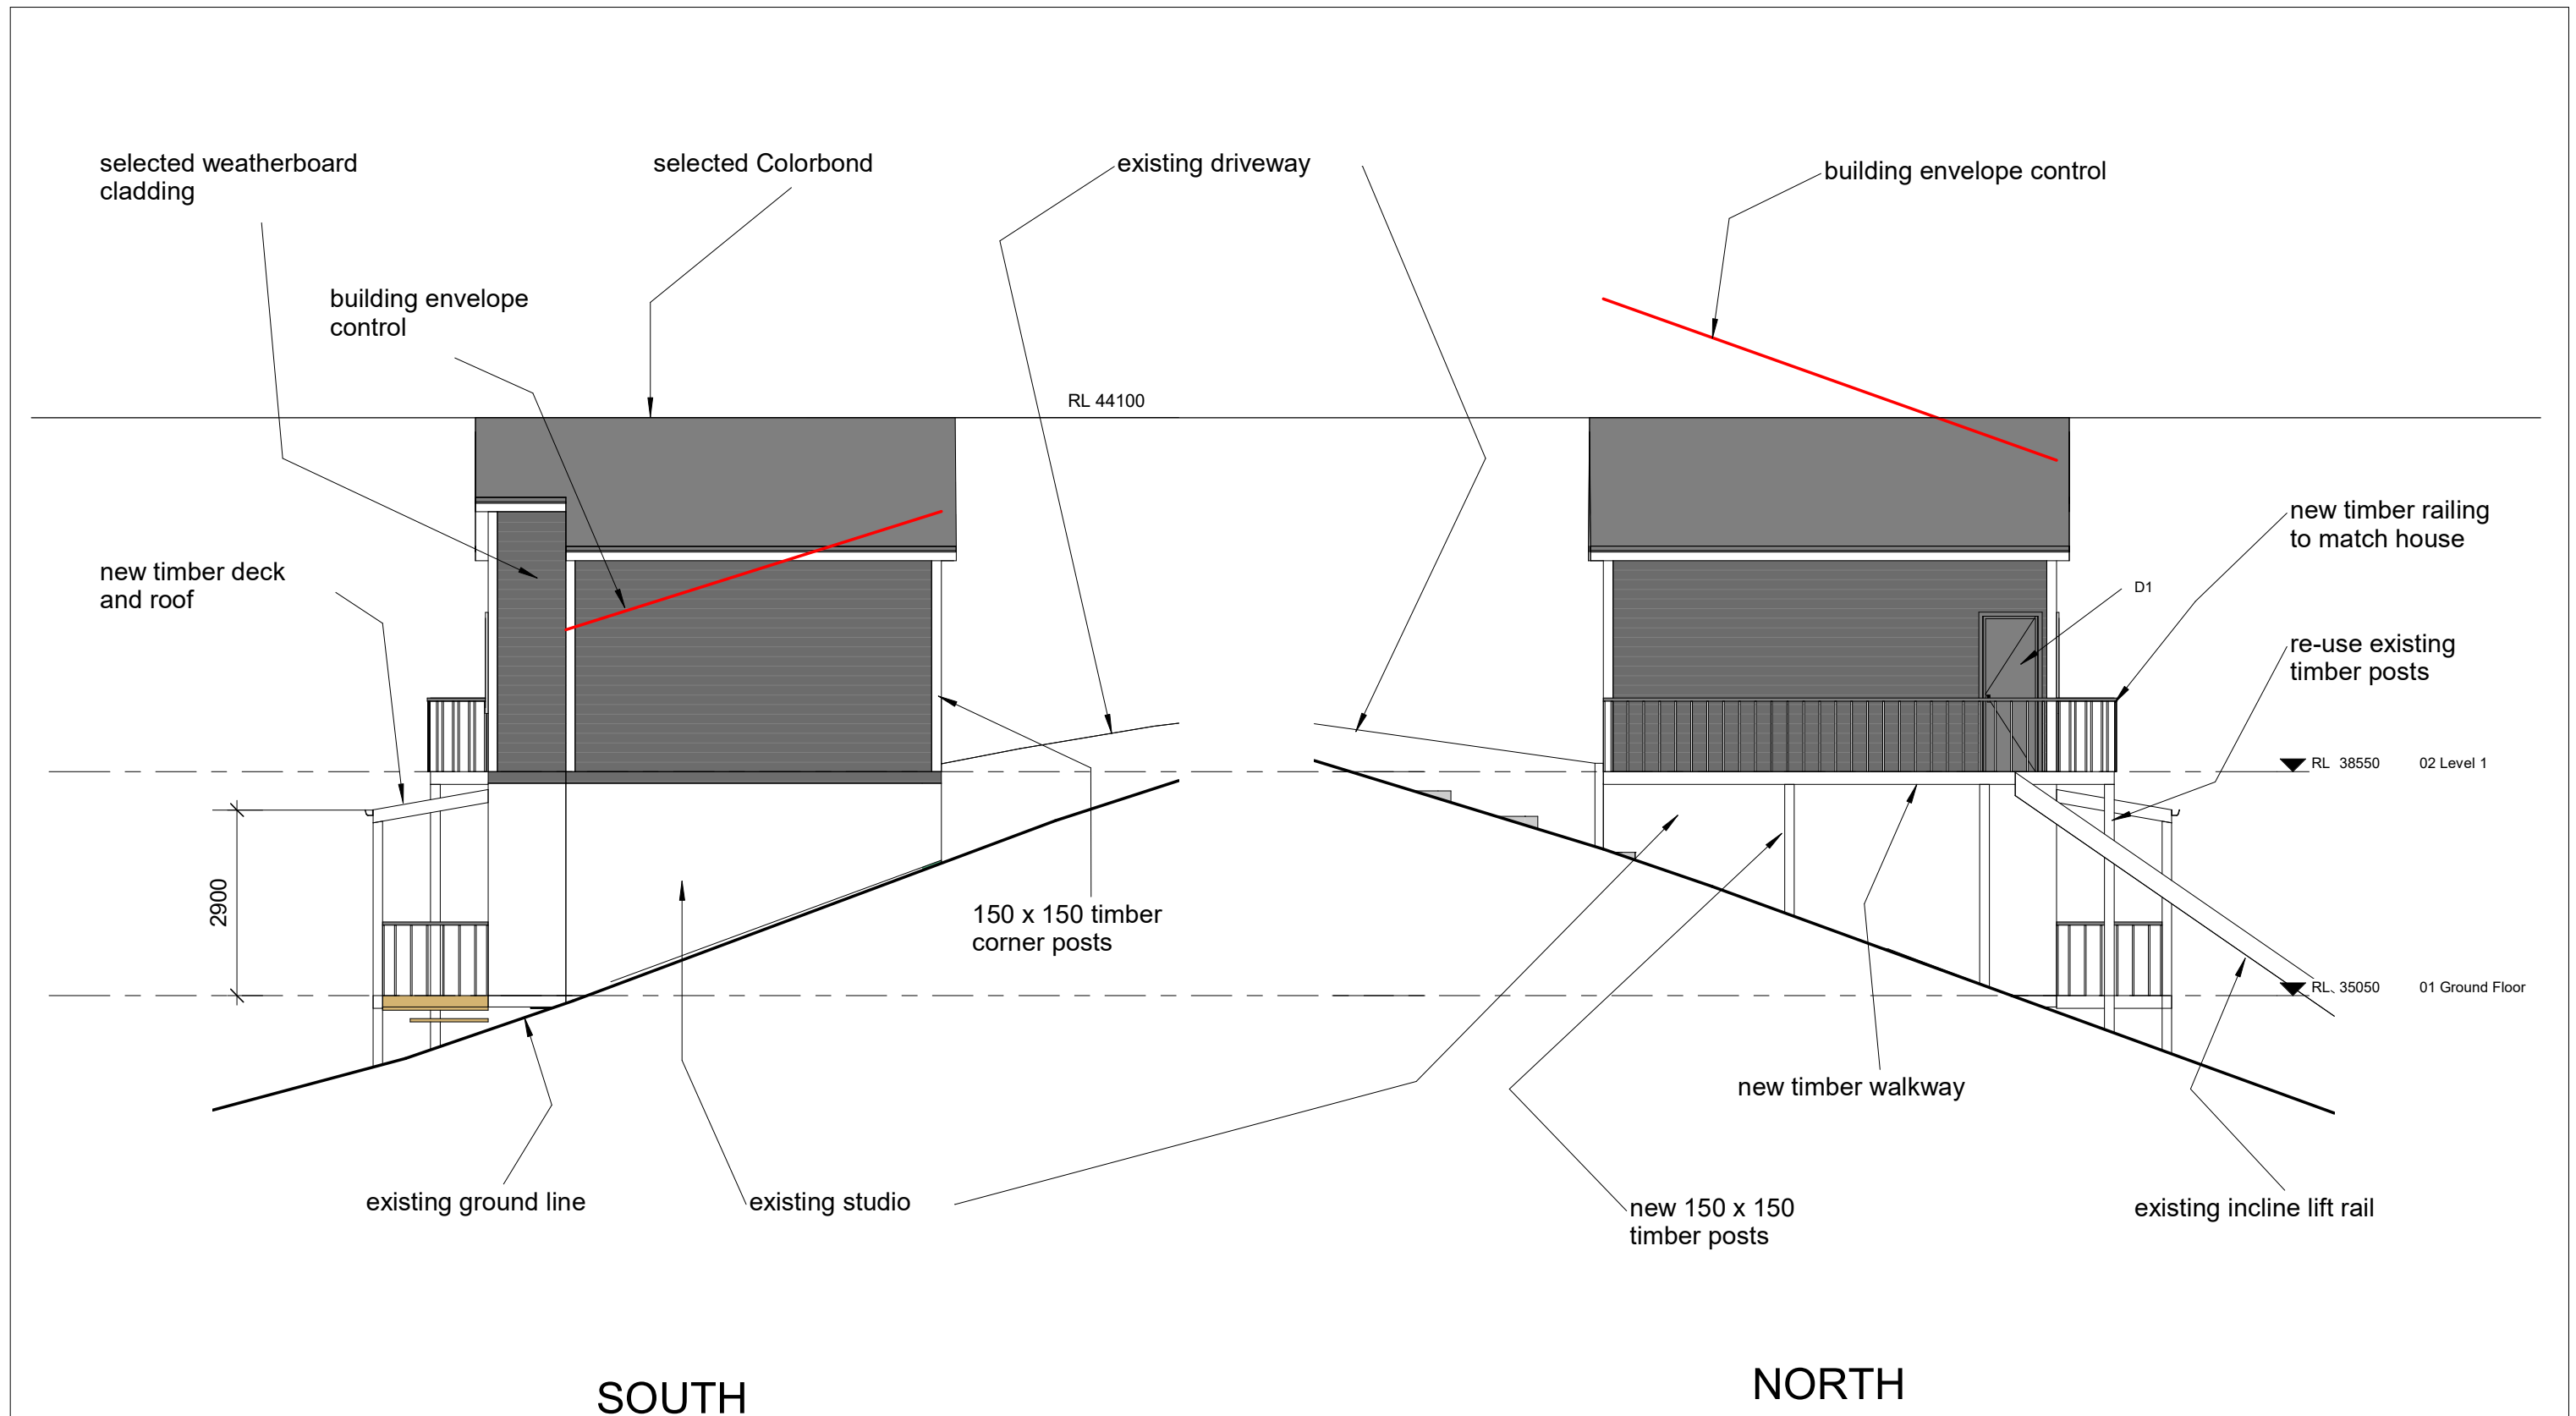 selected weatherboard
cladding
selected Colorbond
existing driveway
building envelope control
building envelope
control
RL 44100
new timber railing
to match house
new timber deck
and roof
D1
re-use existing
timber posts
RL 38550 02 Level 1
2900
150 x 150 timber
corner posts
RL 35050 01 Ground Floor
new timber walkway
existing ground line
existing studio
new 150 x 150
timber posts
existing incline lift rail
SOUTH
NORTH